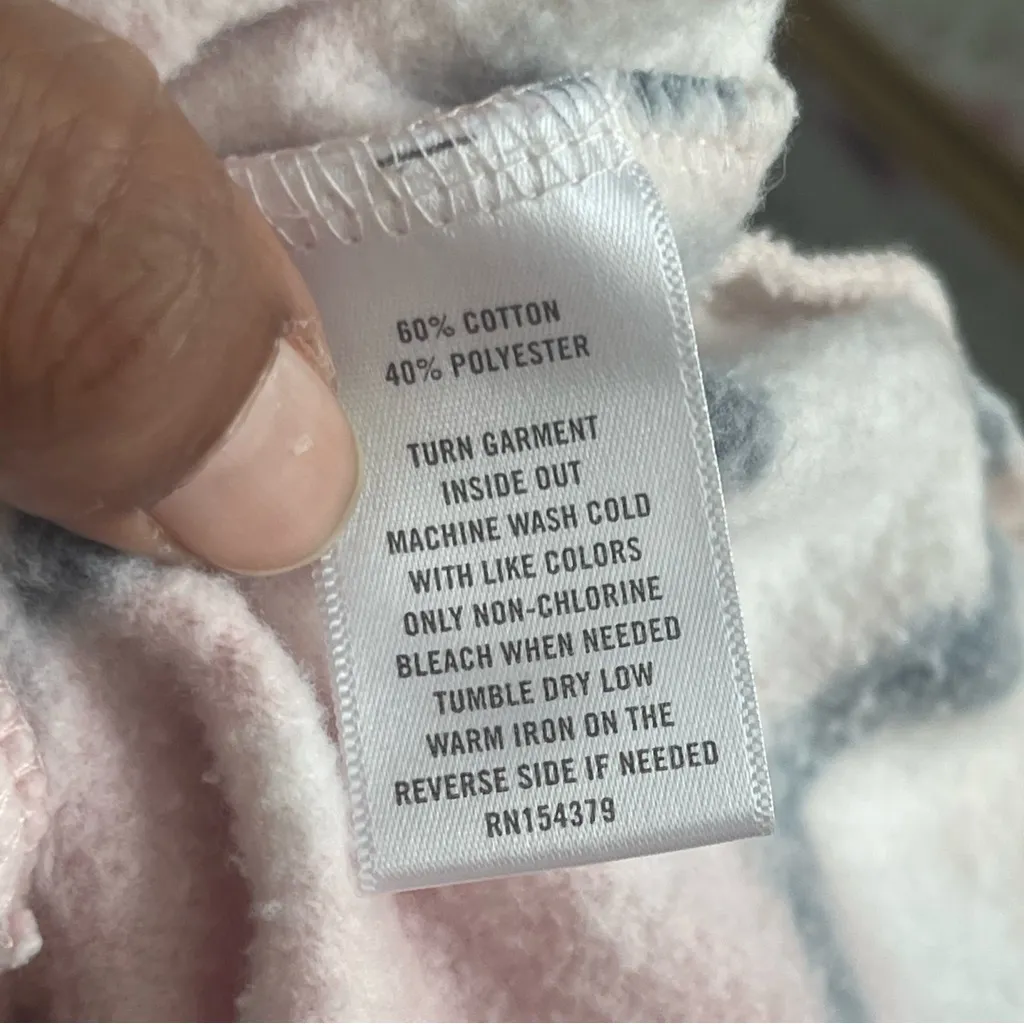 60% COTTON
40% POLYESTER
TURN GARMENT
INSIDE OUT
MACHINE WASH COLD
WITH LIKE COLORS
ONLY NON-CHLORINE
BLEACH WHEN NEEDED
TUMBLE DRY LOW
WARM IRON ON THE
REVERSE SIDE IF NEEDED
RN154379